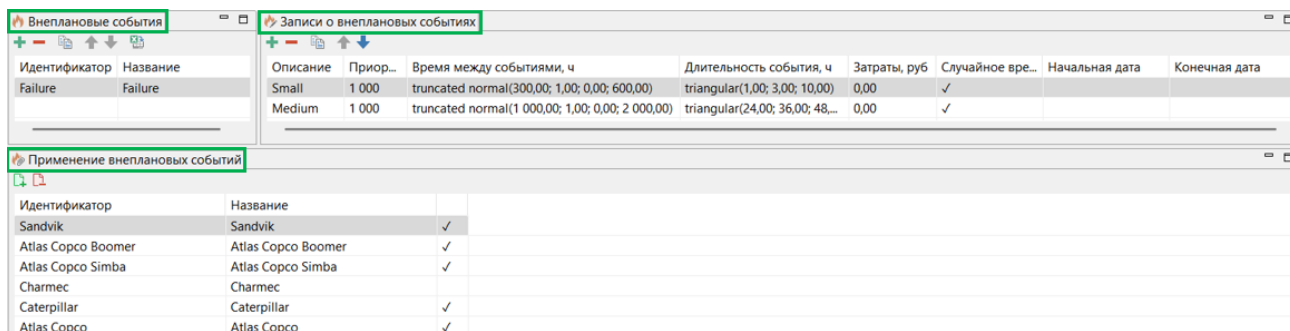 Внеплановые события
Записи о внеплановых событиях
Идентификатор Название
Failure Failure
Описание Приор... Время между событиями, ч Длительность события, ч Затраты, руб Случайное вре... Начальная дата Конечная дата
Small 1 000 truncated normal(300,00; 1,00; 0,00; 600,00) triangular(1,00; 3,00; 10,00) 0,00 ✓
Medium 1 000 truncated normal(1 000,00; 1,00; 0,00; 2 000,00) triangular(24,00; 36,00; 48,... 0,00 ✓
Применение внеплановых событий
Идентификатор Название
Sandvik Sandvik ✓
Atlas Copco Boomer Atlas Copco Boomer ✓
Atlas Copco Simba Atlas Copco Simba ✓
Charmec Charmec
Caterpillar Caterpillar ✓
Atlas Copco Atlas Copco ✓